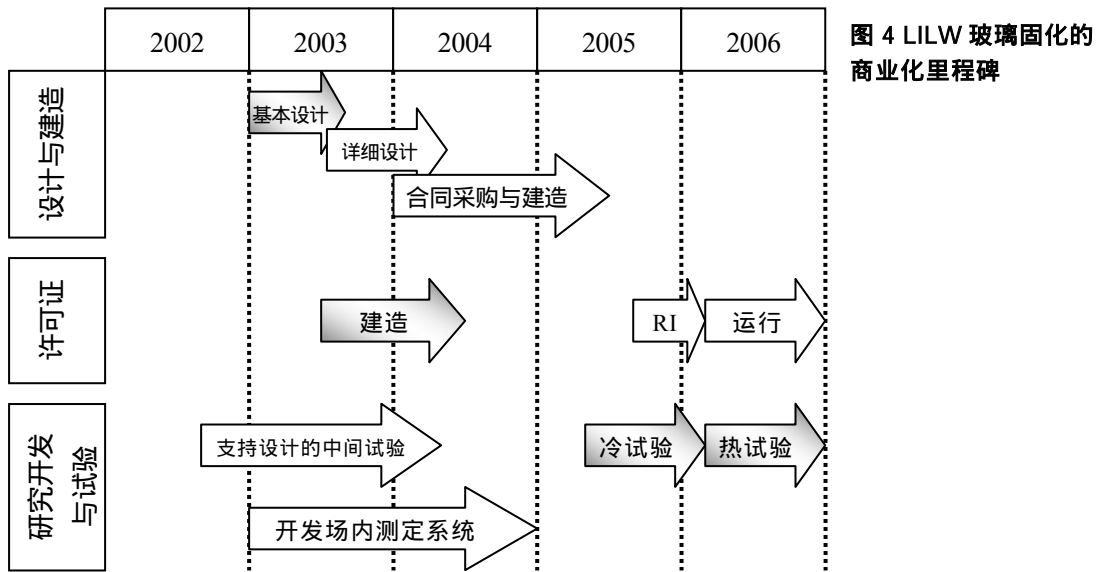 2002 2003 2004 2005 2006
图 4 LILW 玻璃固化的
商业化里程碑
设计与建造
基本设计
详细设计
合同采购与建造
许可证
建造
RI
运行
研究开发
与试验
支持设计的中间试验
冷试验
热试验
开发场内测定系统